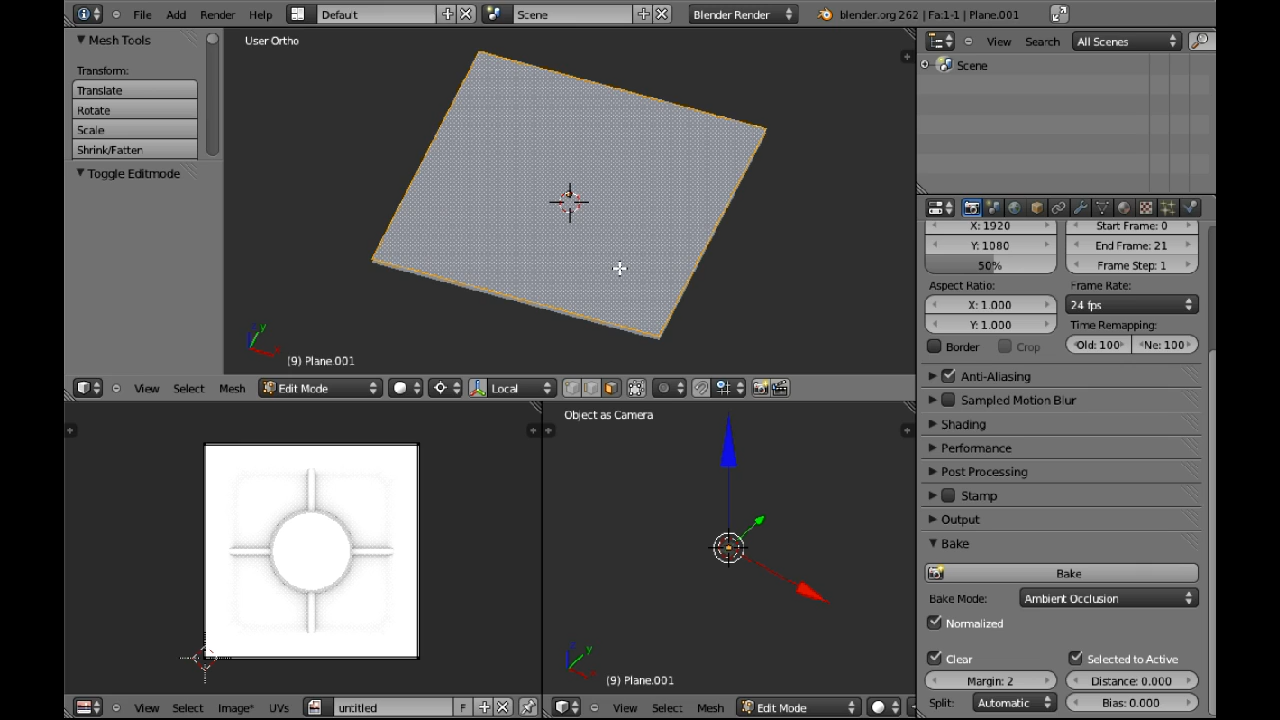 File Add Render Help Default Scene Blender Render blender.org 262 | Fa:1-1 | Plane.001
Mesh Tools
Transform:
Translate
Rotate
Scale
Shrink/Fatten
Toggle Editmode
User Ortho
(9) Plane.001
View Select Mesh Edit Mode Local
View Search All Scenes
Scene
X: 1920 Start Frame: 0
Y: 1080 End Frame: 21
50% Frame Step: 1
Aspect Ratio: Frame Rate:
X: 1.000 24 fps
Y: 1.000 Time Remapping:
Border Crop Old: 100 Ne: 100
Anti-Aliasing
Sampled Motion Blur
Shading
Performance
Post Processing
Stamp
Output
Bake
Bake
Bake Mode: Ambient Occlusion
Normalized
Clear Selected to Active
Margin: 2 Distance: 0.000
Split: Automatic Bias: 0.000
Object as Camera
(9) Plane.001
View Select Image* UVs untitled F
View Select Mesh Edit Mode